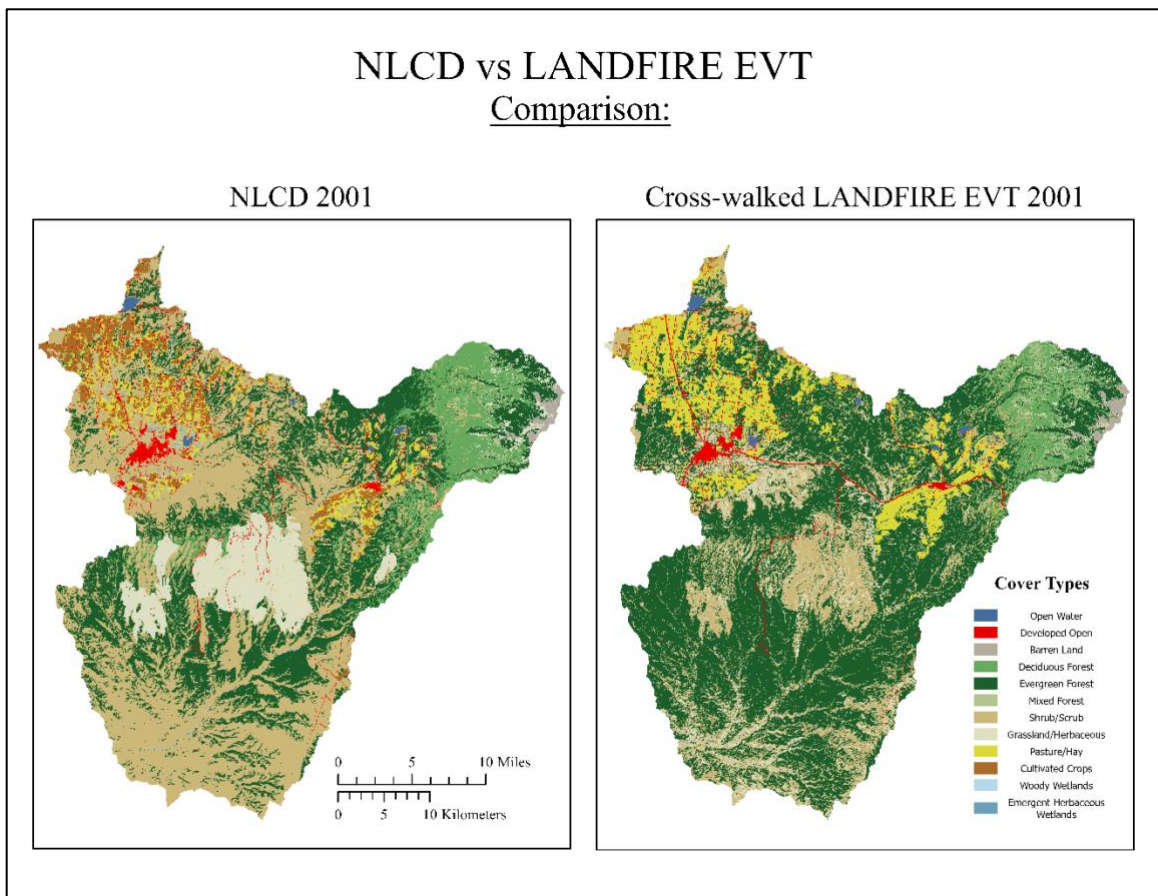 NLCD vs LANDFIRE EVT
Comparison:
NLCD 2001
Cross-walked LANDFIRE EVT 2001
0 5 10 Miles
0 5 10 Kilometers
Cover Types
Open Water
Developed Open
Barren Land
Deciduous Forest
Evergreen Forest
Mixed Forest
Shrub/Scrub
Grassland/Herbaceous
Pasture/Hay
Cultivated Crops
Woody Wetlands
Emergent Herbaceous
Wetlands